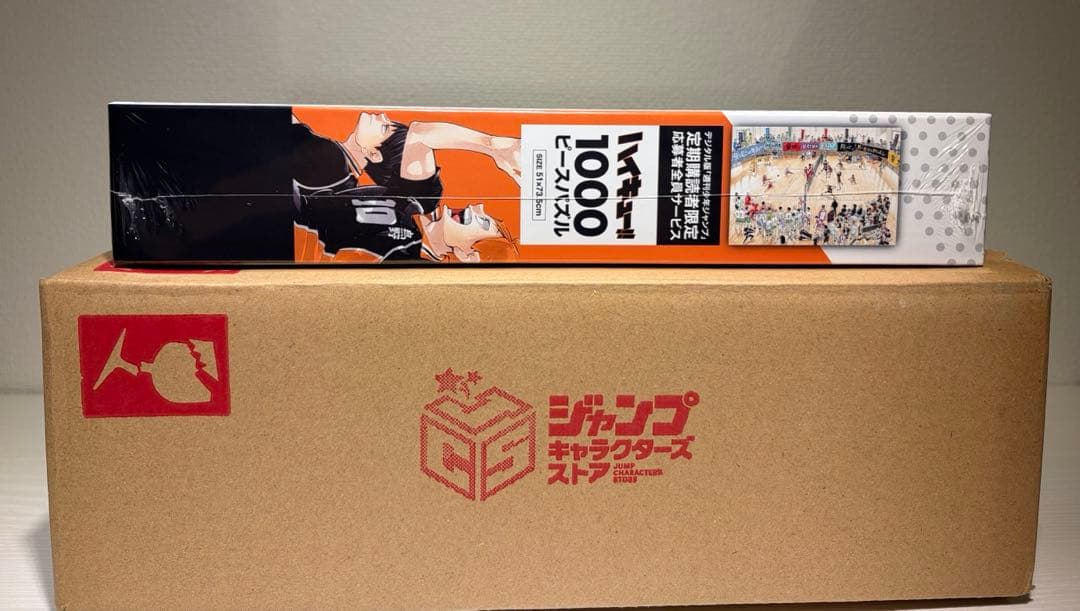 ハイキュー!!
1000
ピースパズル
SIZE 51×73.5cm
デジタル版「週刊少年ジャンプ」
定期購読者限定
応募者全員サービス
10
烏野
JCS
ジャンプ
キャラクターズ
ストア
JUMP
CHARACTERS
STORE